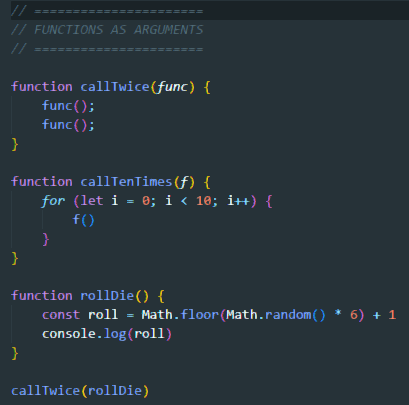 // ======================
// FUNCTIONS AS ARGUMENTS
// ======================
function callTwice(func) {
    func();
    func();
}
function callTenTimes(f) {
    for (let i = 0; i < 10; i++) {
        f()
    }
}
function rollDie() {
    const roll = Math.floor(Math.random() * 6) + 1
    console.log(roll)
}
callTwice(rollDie)